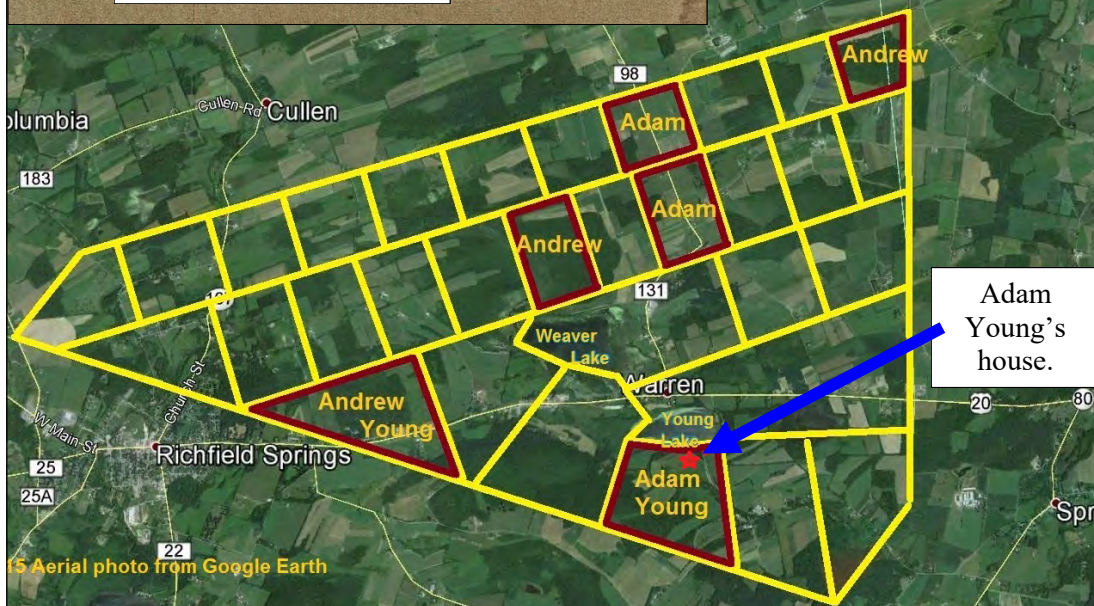 Andrew
98
Cullen-Rd
Cullen
olumbia
Adam
183
Adam
Andrew
131
Adam
Young's
house.
Weaver
Lake
Warren
Church-St
Andrew
Young
20
80
Young
Lake
W Main St
Richfield Springs
25
Adam
Young
25A
Spr
22
15 Aerial photo from Google Earth